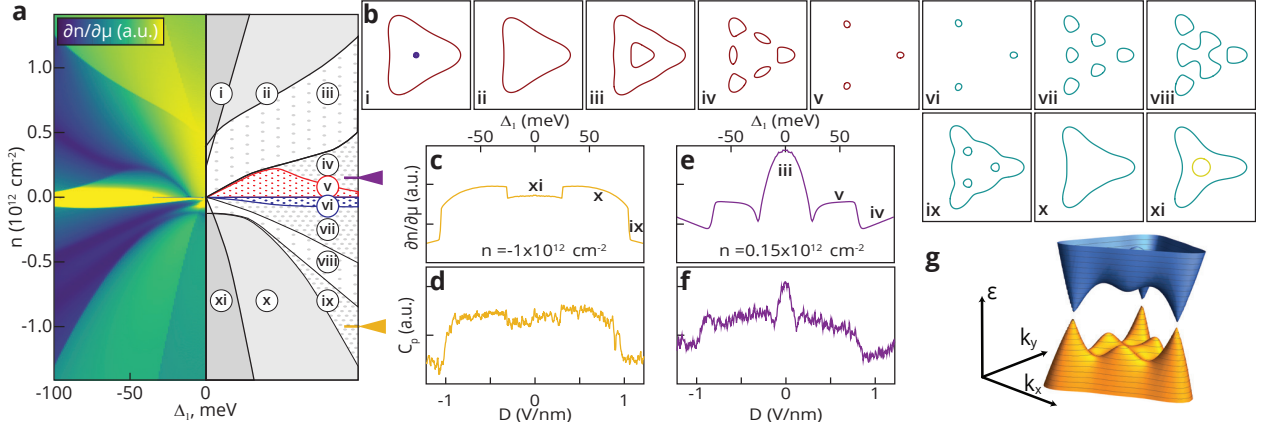 a
∂n/∂μ (a.u.)
n (10¹² cm⁻²)
1.0
0.5
0.0
-0.5
-1.0
-100
-50
0
Δ₁, meV
i
ii
iii
iv
v
vi
vii
viii
ix
x
xi
b
i
ii
iii
iv
v
vi
vii
viii
ix
x
xi
Δ₁ (meV)
-50
0
50
c
∂n/∂μ (a.u.)
xi
x
ix
n =-1x10¹² cm⁻²
d
Cₚ (a.u.)
-1
0
1
D (V/nm)
Δ₁ (meV)
-50
0
50
e
iii
v
iv
n =0.15x10¹² cm⁻²
f
-1
0
1
D (V/nm)
g
ε
kᵧ
kₓ